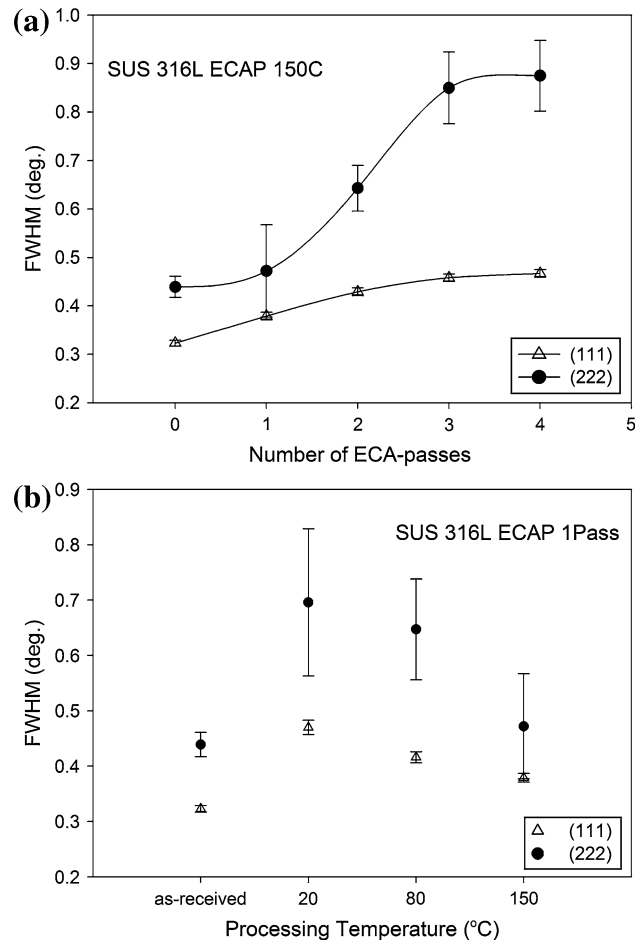 (a)
1.0
SUS 316L ECAP 150C
0.9
0.8
0.7
0.6
0.5
0.4
0.3
0.2
FWHM (deg.)
(111)
(222)
0 1 2 3 4 5
Number of ECA-passes
(b)
0.9
SUS 316L ECAP 1Pass
0.8
0.7
0.6
0.5
0.4
0.3
0.2
FWHM (deg.)
(111)
(222)
as-received 20 80 150
Processing Temperature (°C)